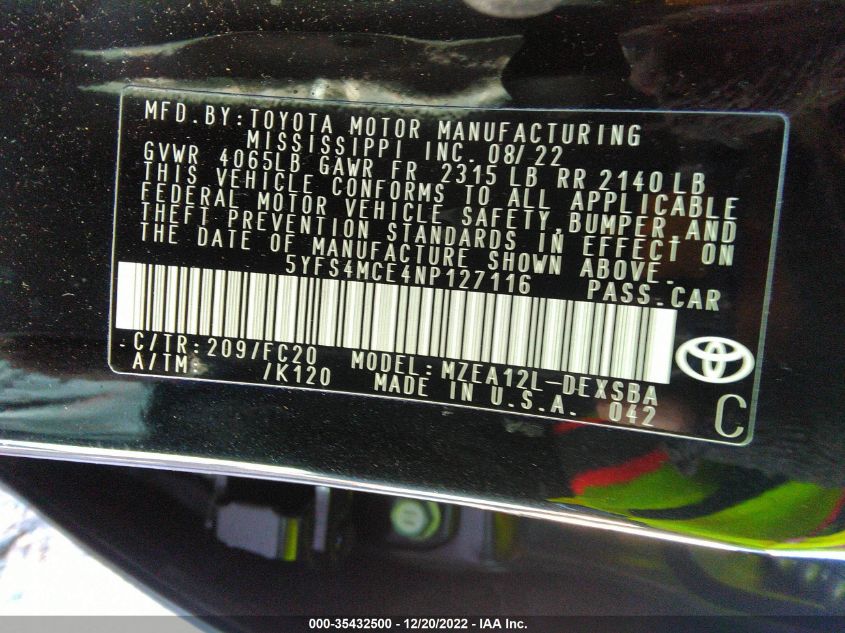 MFD.BY:TOYOTA MOTOR MANUFACTURING
MISSISSIPPI INC. 08/22
GVWR 4065LB GAWR FR 2315 LB RR 2140 LB
THIS VEHICLE CONFORMS TO ALL APPLICABLE
FEDERAL MOTOR VEHICLE SAFETY,BUMPER,AND
THEFT PREVENTION STANDARDS IN EFFECT ON
THE DATE OF MANUFACTURE SHOWN ABOVE.
5YFS4MCE4NP127116 PASS.CAR
C/TR:209/FC20 MODEL:MZEA12L-DEXSBA
A/TM: /K120 MADE IN U.S.A. 042
C
000-35432500 - 12/20/2022 - IAA Inc.